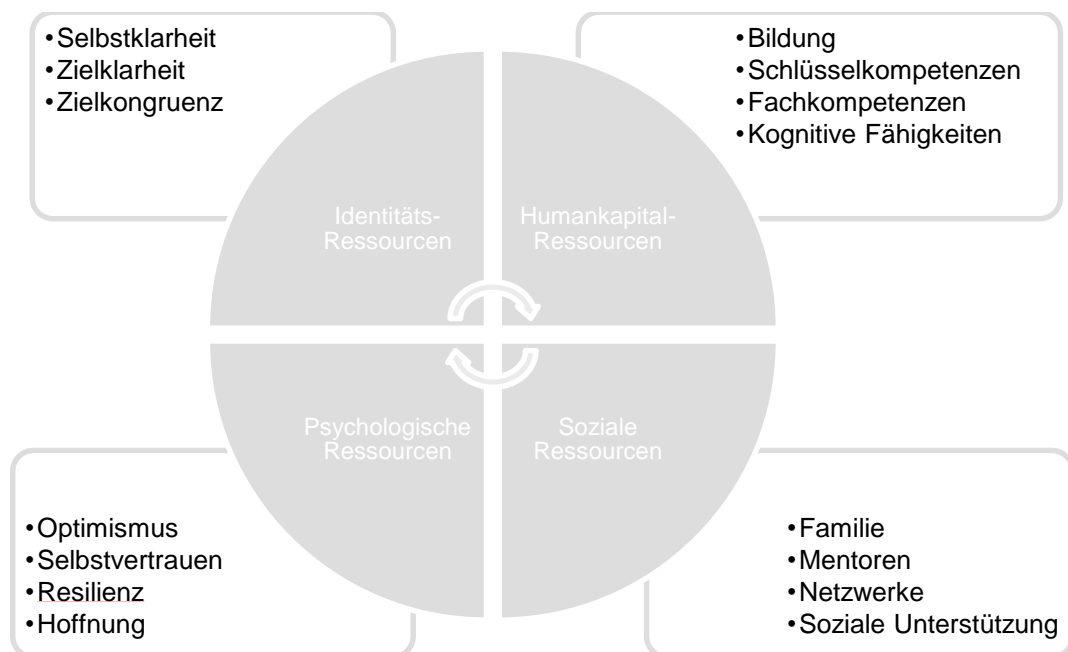 •Selbstklarheit
•Zielklarheit
•Zielkongruenz
•Bildung
•Schlüsselkompetenzen
•Fachkompetenzen
•Kognitive Fähigkeiten
Identitäts-
Ressourcen
Humankapital-
Ressourcen
Psychologische
Ressourcen
Soziale
Ressourcen
•Optimismus
•Selbstvertrauen
•Resilienz
•Hoffnung
•Familie
•Mentoren
•Netzwerke
•Soziale Unterstützung